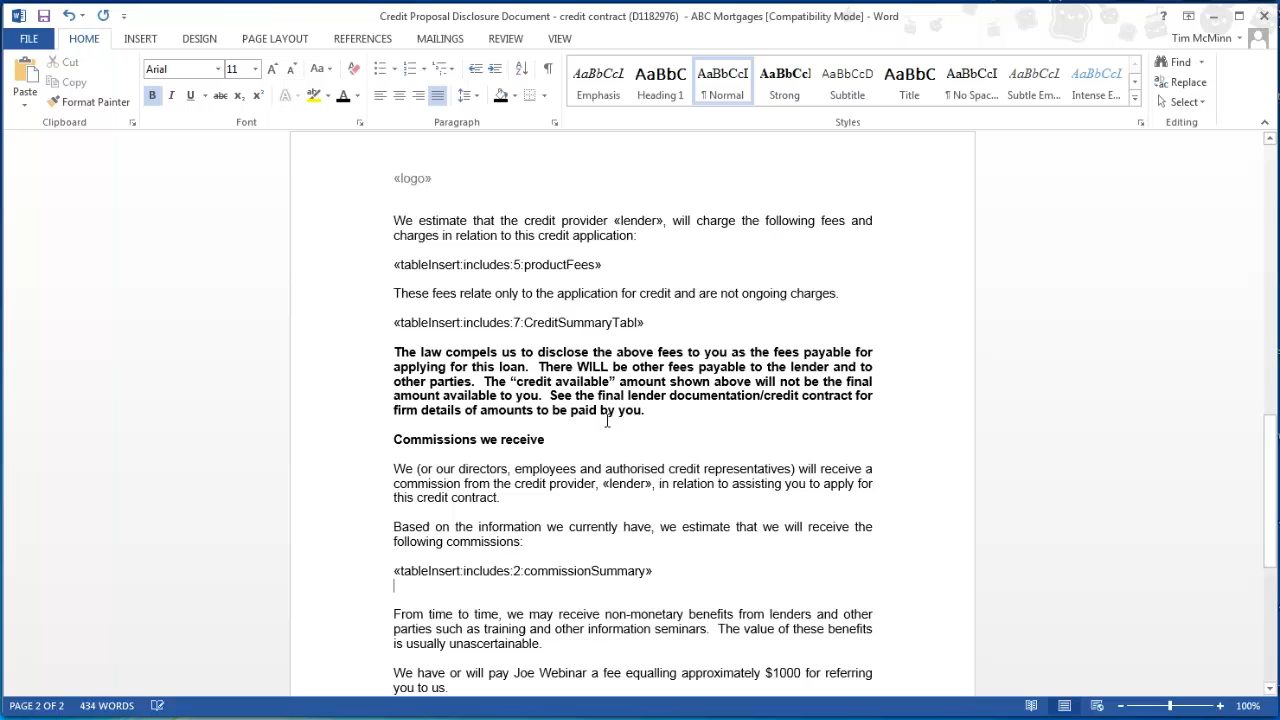 Credit Proposal Disclosure Document - credit contract (D1182976) - ABC Mortgages [Compatibility Mode] - Word
FILE HOME INSERT DESIGN PAGE LAYOUT REFERENCES MAILINGS REVIEW VIEW Tim McMinn
Paste
Cut
Copy
Format Painter
Clipboard
Arial 11
Font
Paragraph
AaBbCcI AaBbC AaBbCcI AaBbCc AaBbCcD AaBbC AaBbCcI AaBbCcI AaBbCcI
Emphasis Heading 1 ¶ Normal Strong Subtitle Title ¶ No Spac... Subtle Em... Intense E...
Styles
Find
Replace
Select
Editing
«logo»
We estimate that the credit provider «lender», will charge the following fees and
charges in relation to this credit application:
«tableInsert:includes:5:productFees»
These fees relate only to the application for credit and are not ongoing charges.
«tableInsert:includes:7:CreditSummaryTabl»
The law compels us to disclose the above fees to you as the fees payable for
applying for this loan. There WILL be other fees payable to the lender and to
other parties. The “credit available” amount shown above will not be the final
amount available to you. See the final lender documentation/credit contract for
firm details of amounts to be paid by you.
Commissions we receive
We (or our directors, employees and authorised credit representatives) will receive a
commission from the credit provider, «lender», in relation to assisting you to apply for
this credit contract.
Based on the information we currently have, we estimate that we will receive the
following commissions:
«tableInsert:includes:2:commissionSummary»
From time to time, we may receive non-monetary benefits from lenders and other
parties such as training and other information seminars. The value of these benefits
is usually unascertainable.
We have or will pay Joe Webinar a fee equalling approximately $1000 for referring
you to us.
PAGE 2 OF 2 434 WORDS 100%